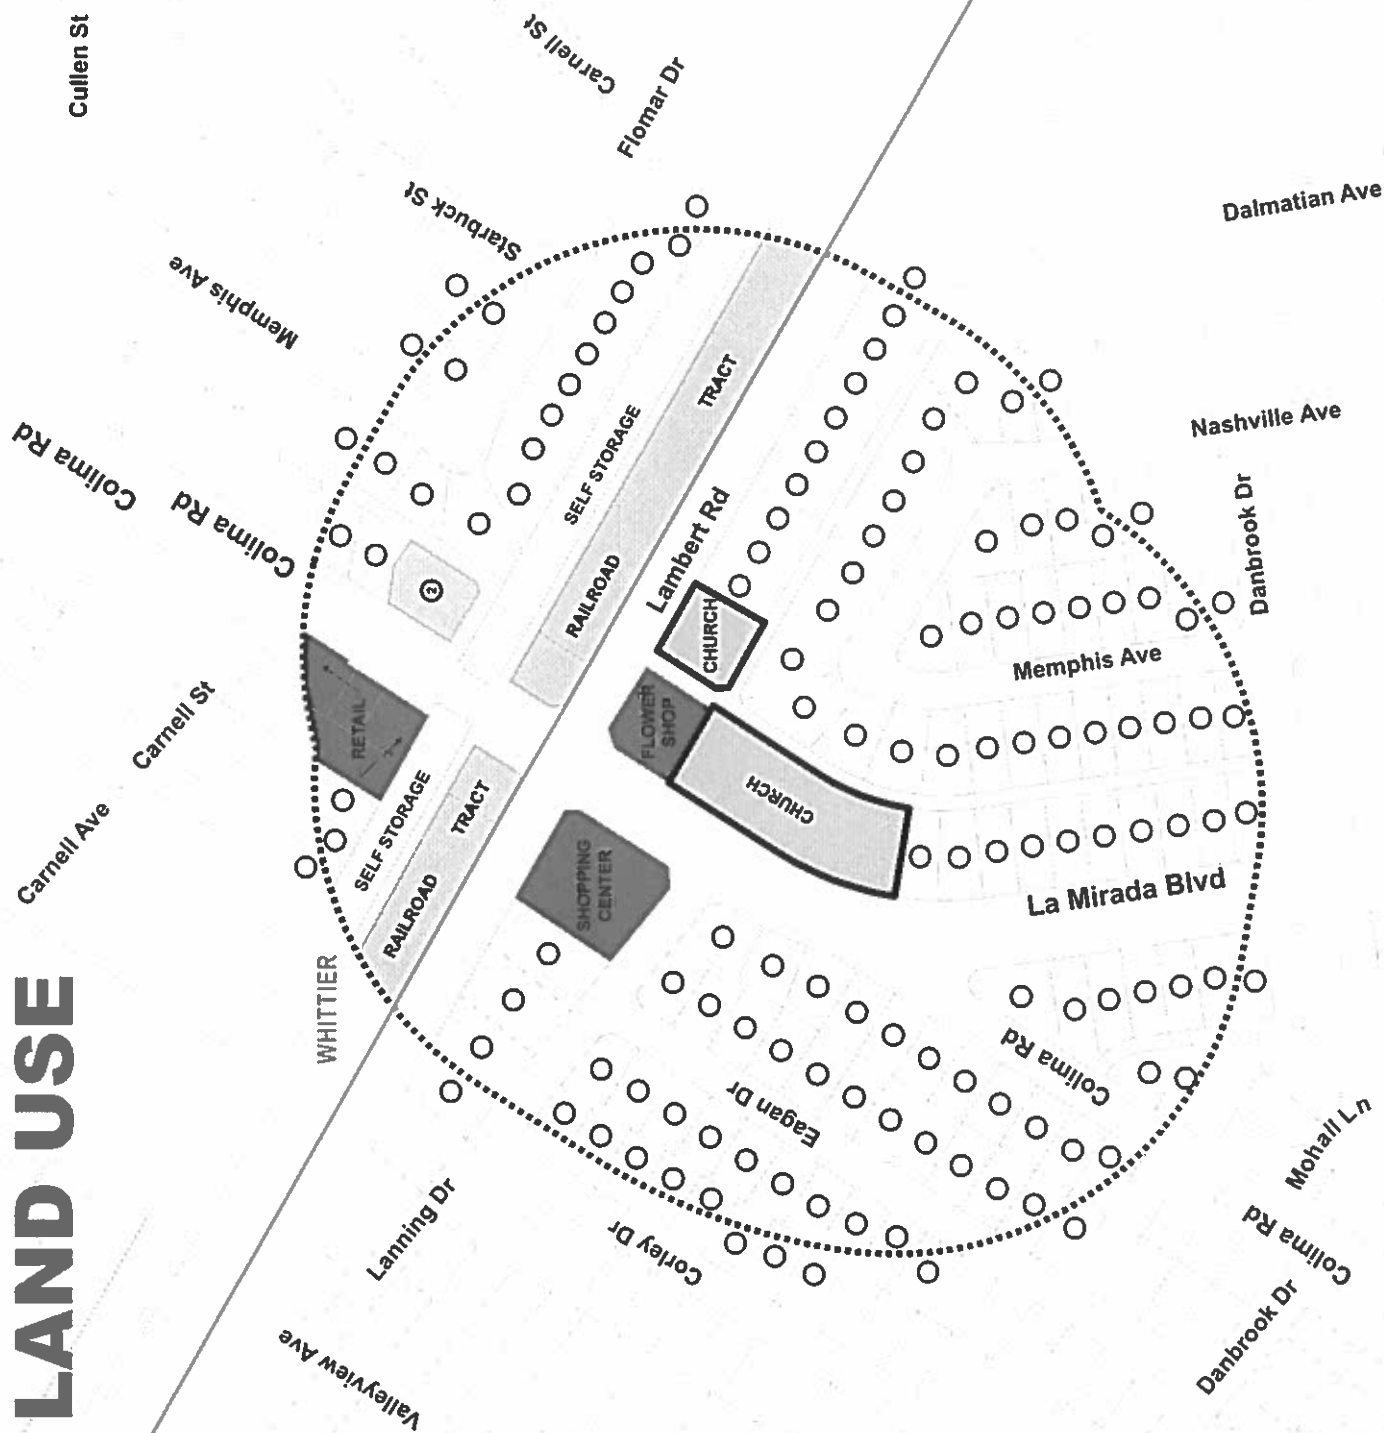 LAND USE
Cullen St
Carnell St
Flomar Dr
Starbuck St
Memphis Ave
Dalmatian Ave
Colima Rd
Colima Rd
Nashville Ave
Danbrook Dr
TRACT
SELF STORAGE
RAILROAD
Lambert Rd
2
CHURCH
Memphis Ave
Carnell St
RETAIL
FLOWER
SHOP
CHURCH
Carnell Ave
SELF STORAGE
TRACT
RAILROAD
SHOPPING
CENTER
La Mirada Blvd
WHITTIER
Colima Rd
Eagan Dr
Lanning Dr
Corley Dr
Mohall Ln
Colima Rd
Danbrook Dr
Valleyview Ave